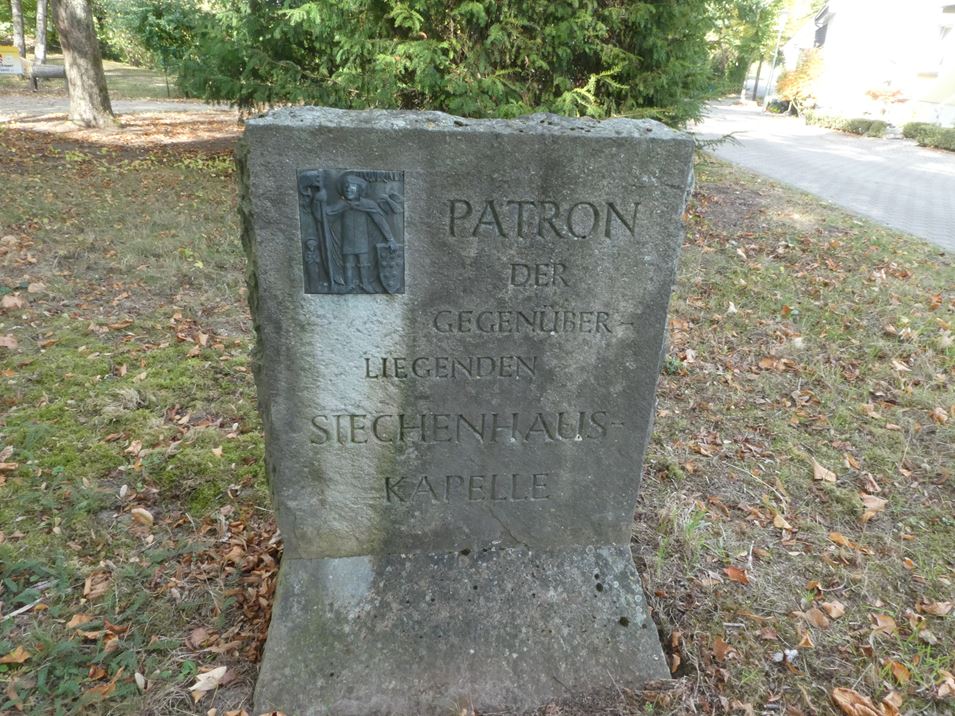 PATRON
DER
GEGENÜBER-
LIEGENDEN
SIECHENHAUS-
KAPELLE